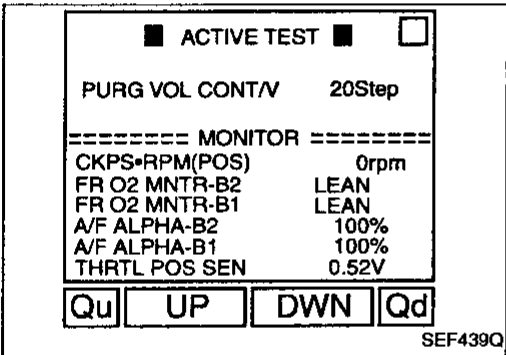 ■ ACTIVE TEST ■
PURG VOL CONT/V 20Step
======== MONITOR ========
CKPS•RPM(POS) 0rpm
FR O2 MNTR-B2 LEAN
FR O2 MNTR-B1 LEAN
A/F ALPHA-B2 100%
A/F ALPHA-B1 100%
THRTL POS SEN 0.52V
Qu UP DWN Qd
SEF439Q